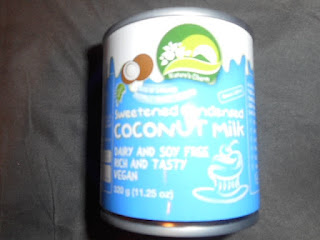 Nature's Charm
Sweetened Condensed
COCONUT Milk
DAIRY AND SOY FREE
RICH AND TASTY
VEGAN
320 g (11.25 oz)